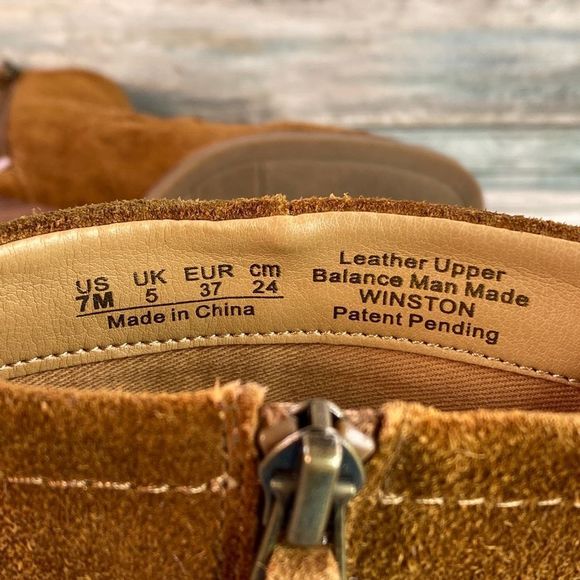 US UK EUR cm
7M 5 37 24
Made in China
Leather Upper
Balance Man Made
WINSTON
Patent Pending